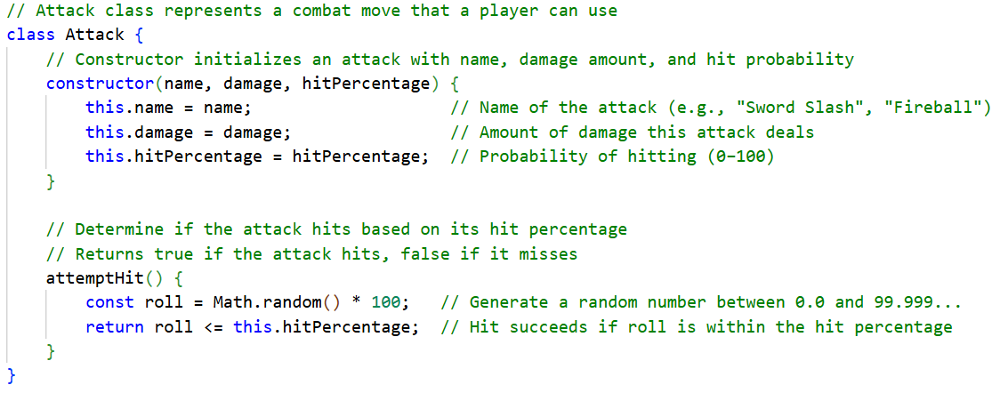 // Attack class represents a combat move that a player can use
class Attack {
    // Constructor initializes an attack with name, damage amount, and hit probability
    constructor(name, damage, hitPercentage) {
        this.name = name;                    // Name of the attack (e.g., "Sword Slash", "Fireball")
        this.damage = damage;                // Amount of damage this attack deals
        this.hitPercentage = hitPercentage;  // Probability of hitting (0–100)
    }

    // Determine if the attack hits based on its hit percentage
    // Returns true if the attack hits, false if it misses
    attemptHit() {
        const roll = Math.random() * 100;   // Generate a random number between 0.0 and 99.999...
        return roll <= this.hitPercentage;  // Hit succeeds if roll is within the hit percentage
    }
}